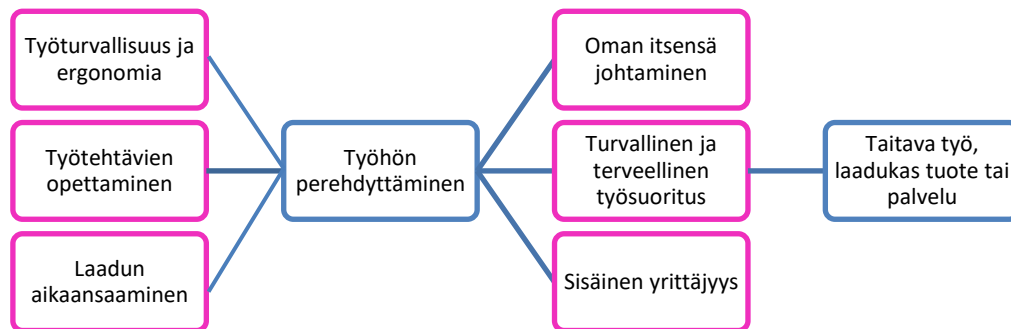 Työturvallisuus ja
ergonomia
Työtehtävien
opettaminen
Laadun
aikaansaaminen
Työhön
perehdyttäminen
Oman itsensä
johtaminen
Turvallinen ja
terveellinen
työsuoritus
Sisäinen yrittäjyys
Taitava työ,
laadukas tuote tai
palvelu